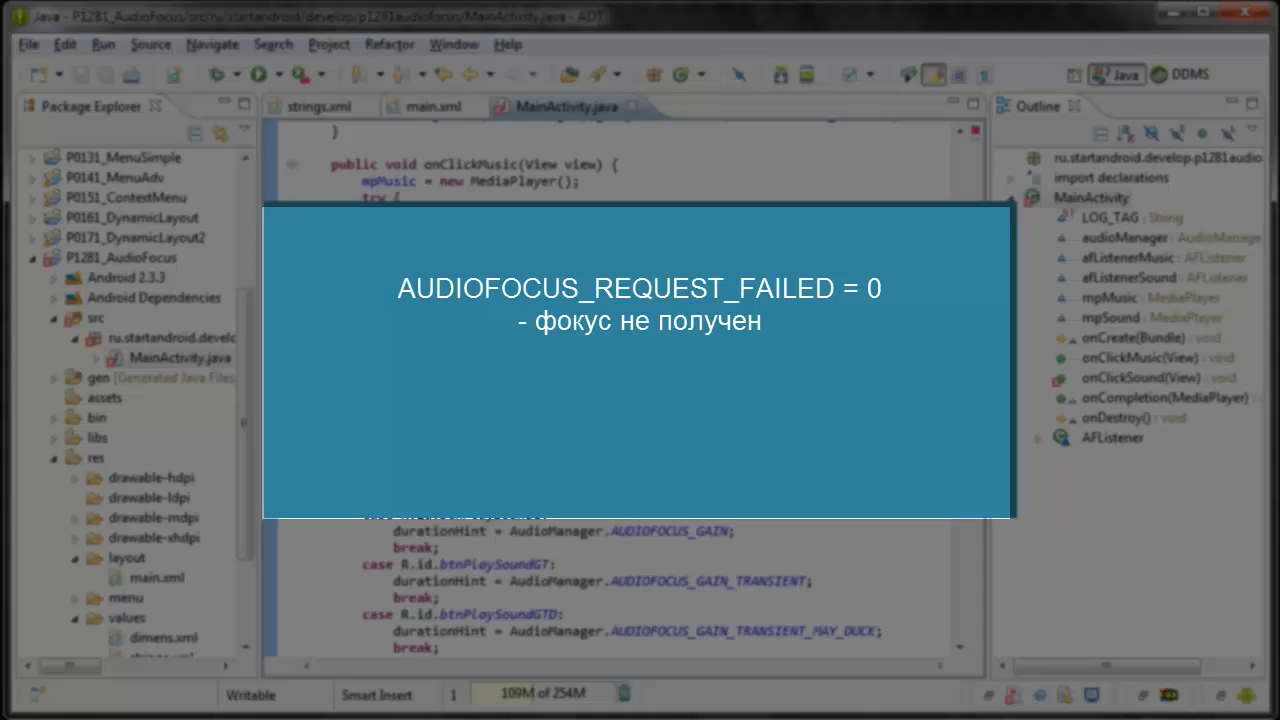 Java - P1281_AudioFocus/src/ru/startandroid/develop/p1281audiofocus/MainActivity.java - ADT
File Edit Run Source Navigate Search Project Refactor Window Help
Java DDMS
Package Explorer
strings.xml main.xml MainActivity.java
Outline
P0131_MenuSimple
P0141_MenuAdv
P0151_ContextMenu
P0161_DynamicLayout
P0171_DynamicLayout2
P1281_AudioFocus
Android 2.3.3
Android Dependencies
src
ru.startandroid.develo
MainActivity.java
gen [Generated Java Files
assets
bin
libs
res
drawable-hdpi
drawable-ldpi
drawable-mdpi
drawable-xhdpi
layout
main.xml
menu
values
dimens.xml
}
public void onClickMusic(View view) {
mpMusic = new MediaPlayer();
try {
AUDIOFOCUS_REQUEST_FAILED = 0
- фокус не получен
durationHint = AudioManager.AUDIOFOCUS_GAIN;
break;
case R.id.btnPlaySoundGT:
durationHint = AudioManager.AUDIOFOCUS_GAIN_TRANSIENT;
break;
case R.id.btnPlaySoundGTD:
durationHint = AudioManager.AUDIOFOCUS_GAIN_TRANSIENT_MAY_DUCK;
break;
ru.startandroid.develop.p1281audio
import declarations
MainActivity
LOG_TAG : String
audioManager : AudioManage
afListenerMusic : AFListener
afListenerSound : AFListener
mpMusic : MediaPlayer
mpSound : MediaPlayer
onCreate(Bundle) : void
onClickMusic(View) : void
onClickSound(View) : void
onCompletion(MediaPlayer)
onDestroy() : void
AFListener
Writable Smart Insert 1 109M of 254M